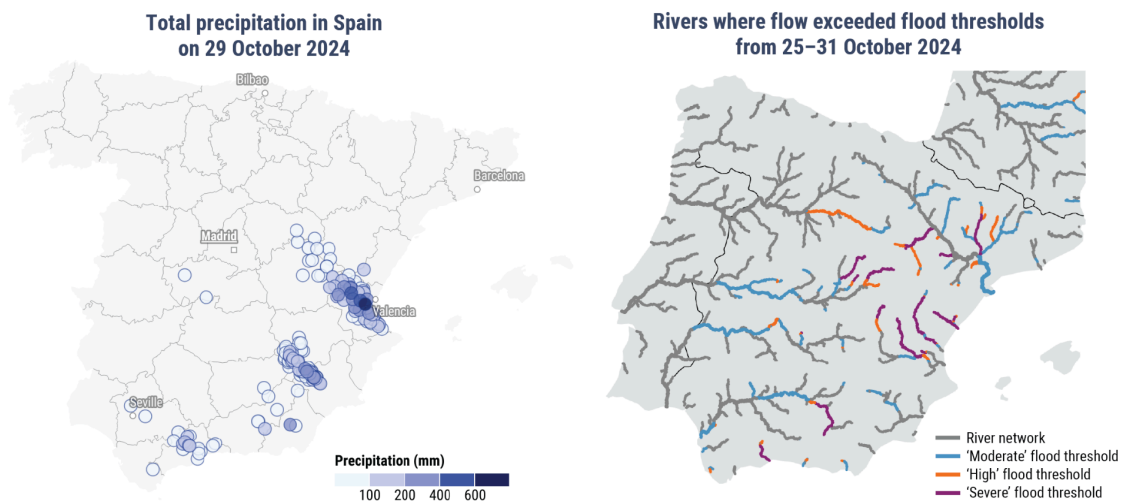 Total precipitation in Spain
on 29 October 2024
Bilbao
Barcelona
Madrid
Valencia
Seville
Precipitation (mm)
100 200 400 600
Rivers where flow exceeded flood thresholds
from 25–31 October 2024
River network
‘Moderate’ flood threshold
‘High’ flood threshold
‘Severe’ flood threshold